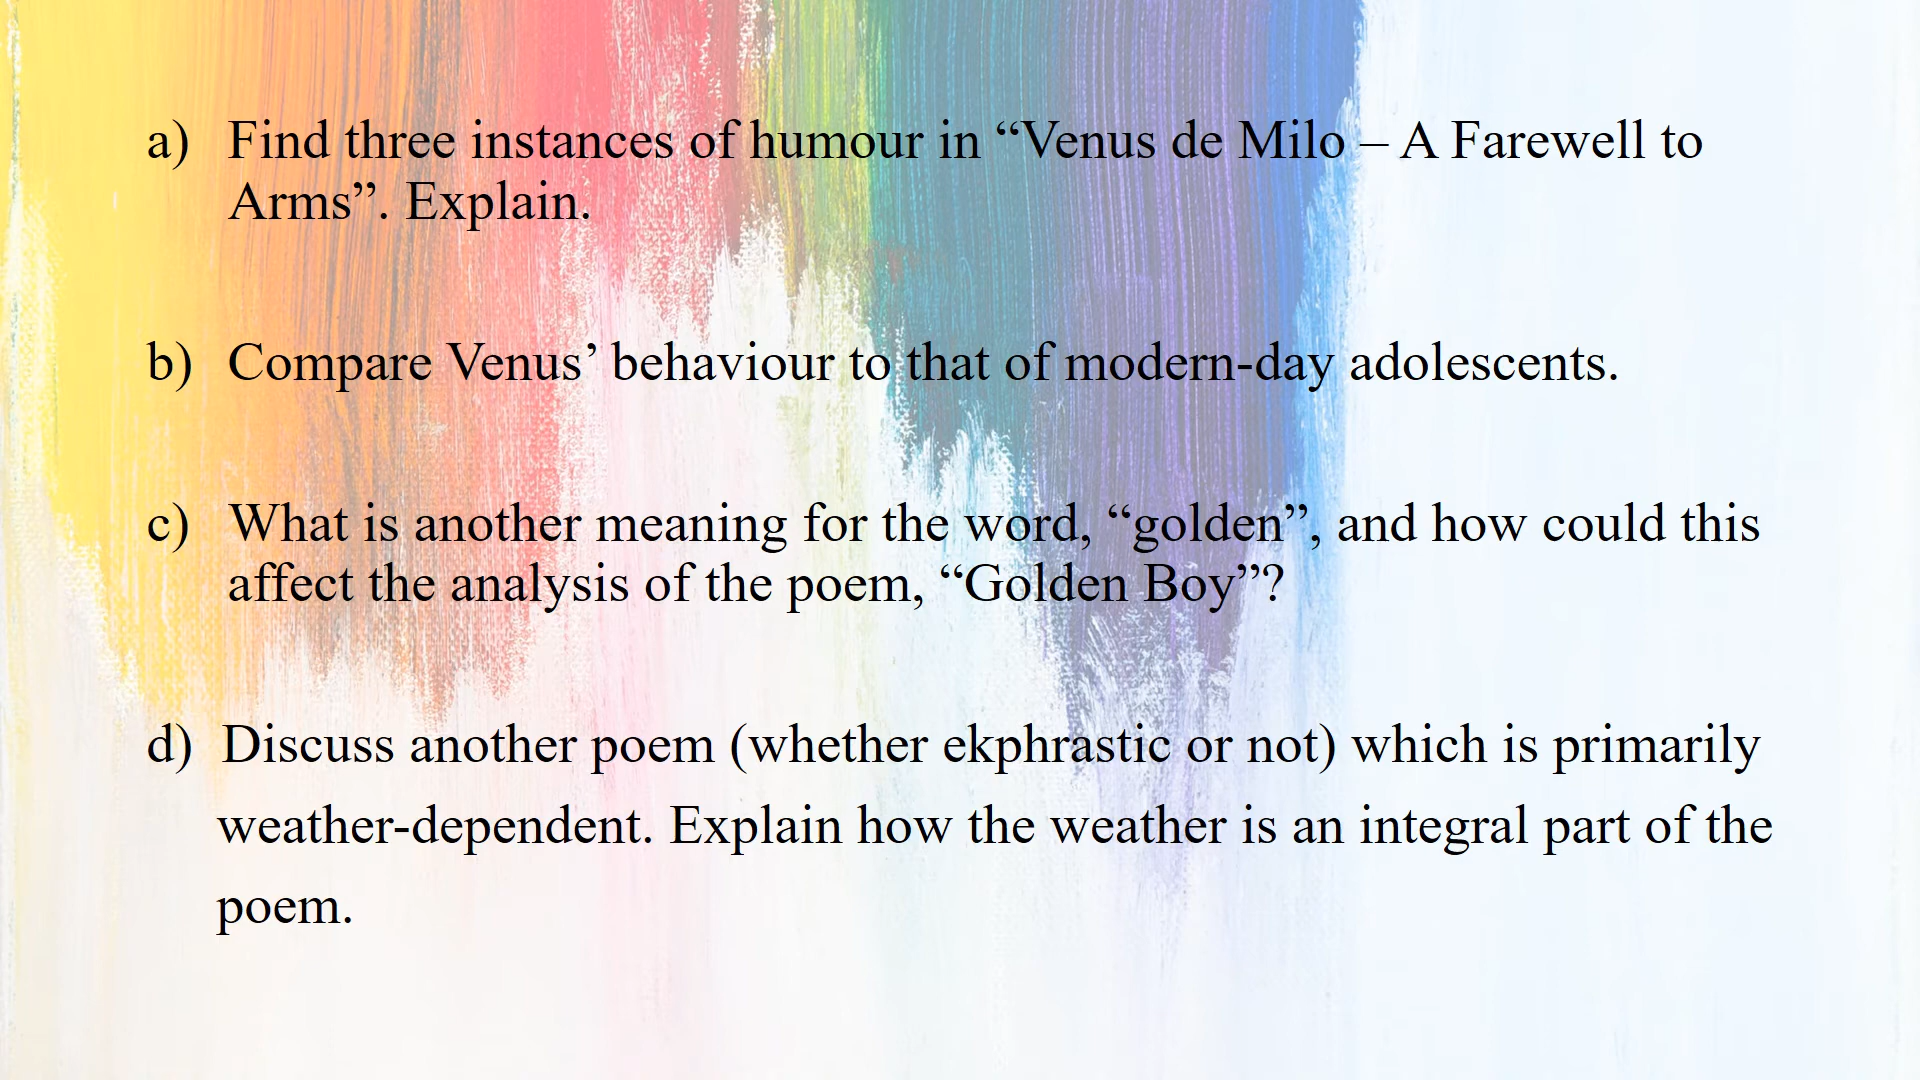 a) Find three instances of humour in “Venus de Milo – A Farewell to
Arms”. Explain.
b) Compare Venus’ behaviour to that of modern-day adolescents.
c) What is another meaning for the word, “golden”, and how could this
affect the analysis of the poem, “Golden Boy”?
d) Discuss another poem (whether ekphrastic or not) which is primarily
weather-dependent. Explain how the weather is an integral part of the
poem.